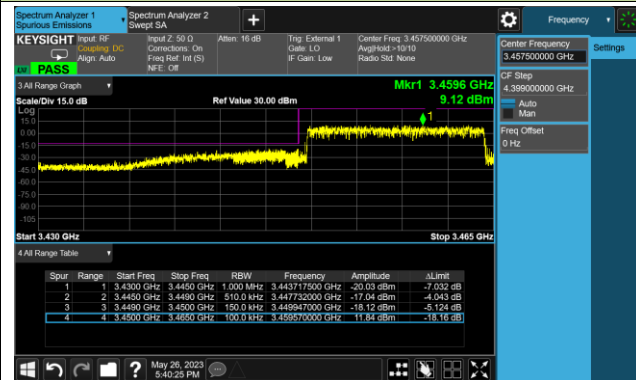 Spectrum Analyzer 1
Spurious Emissions
Spectrum Analyzer 2
Swept SA
+
Frequency
KEYSIGHT
Input: RF
Coupling: DC
Align: Auto
Input Z: 50 Ω
Corrections: On
Freq Ref: Int (S)
NFE: Off
Atten: 16 dB
Trig: External 1
Gate: LO
IF Gain: Low
Center Freq: 3.457500000 GHz
Avg|Hold:>10/10
Radio Std: None
PASS
Center Frequency
3.457500000 GHz
Settings
CF Step
4.399000000 GHz
Auto
Man
Freq Offset
0 Hz
3 All Range Graph
Mkr1 3.4596 GHz
9.12 dBm
Scale/Div 15.0 dB
Ref Value 30.00 dBm
Log
15.0
0.00
-15.0
-30.0
-45.0
-60.0
-75.0
-90.0
-105
1
Start 3.430 GHz
Stop 3.465 GHz
4 All Range Table
Spur Range Start Freq Stop Freq RBW Frequency Amplitude ΔLimit
1 1 3.4300 GHz 3.4450 GHz 1.000 MHz 3.443717500 GHz -20.03 dBm -7.032 dB
2 2 3.4450 GHz 3.4490 GHz 510.0 kHz 3.447732000 GHz -17.04 dBm -4.043 dB
3 3 3.4490 GHz 3.4500 GHz 150.0 kHz 3.449947000 GHz -18.12 dBm -5.124 dB
4 4 3.4500 GHz 3.4650 GHz 100.0 kHz 3.459570000 GHz 11.84 dBm -18.16 dB
?
May 26, 2023
5:40:25 PM